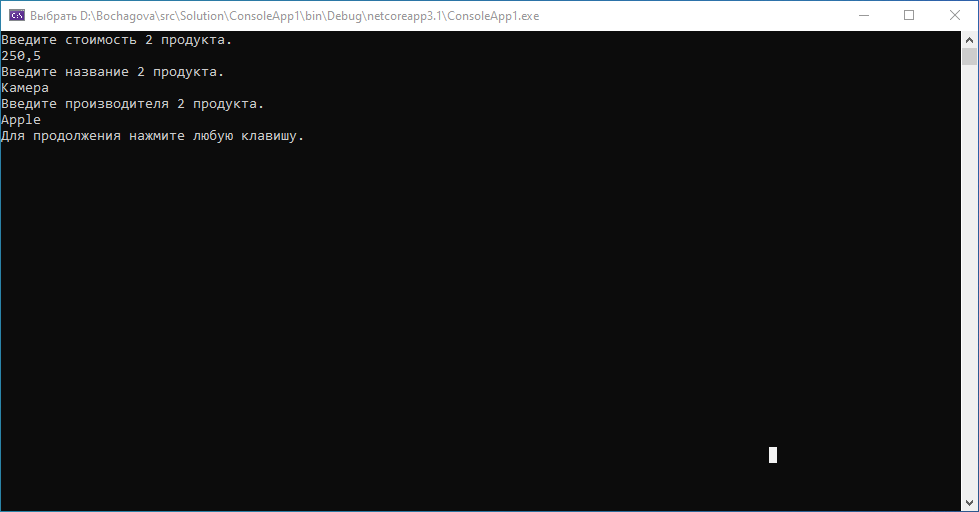 Выбрать D:\Bochagova\src\Solution\ConsoleApp1\bin\Debug\netcoreapp3.1\ConsoleApp1.exe
Введите стоимость 2 продукта.
250,5
Введите название 2 продукта.
Камера
Введите производителя 2 продукта.
Apple
Для продолжения нажмите любую клавишу.